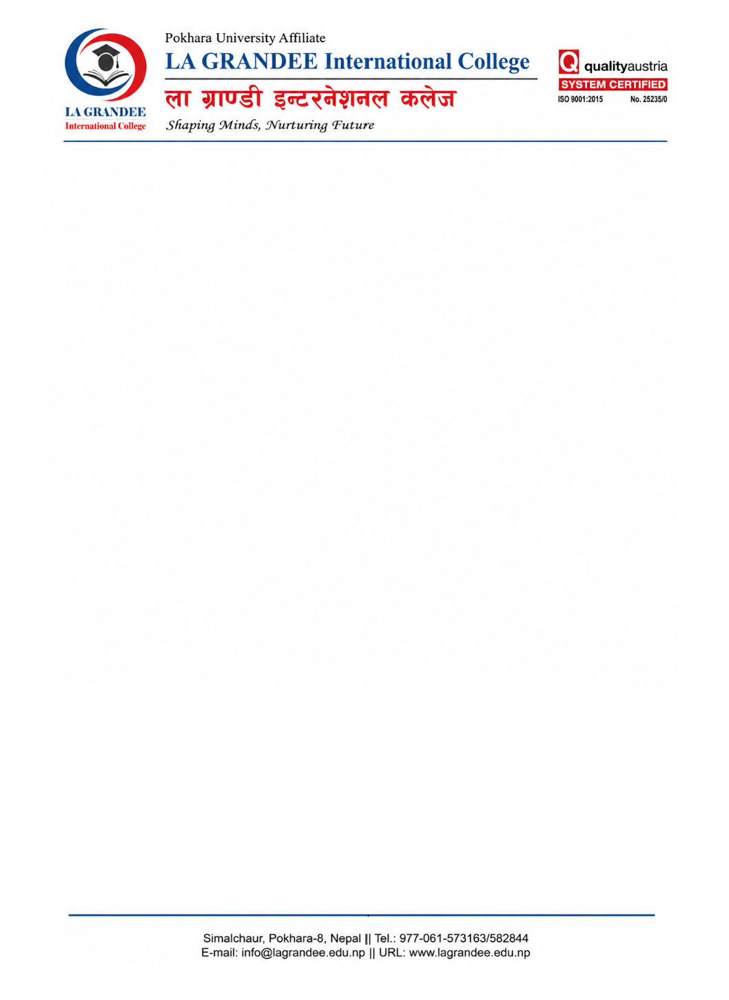 Pokhara University Affiliate
LA GRANDEE International College
ला ग्राण्डी इन्टरनेशनल कलेज
Shaping Minds, Nurturing Future
LA GRANDEE
International College
Q qualityaustria
SYSTEM CERTIFIED
ISO 9001:2015 No. 25235/0
Simalchaur, Pokhara-8, Nepal || Tel.: 977-061-573163/582844
E-mail: info@lagrandee.edu.np || URL: www.lagrandee.edu.np